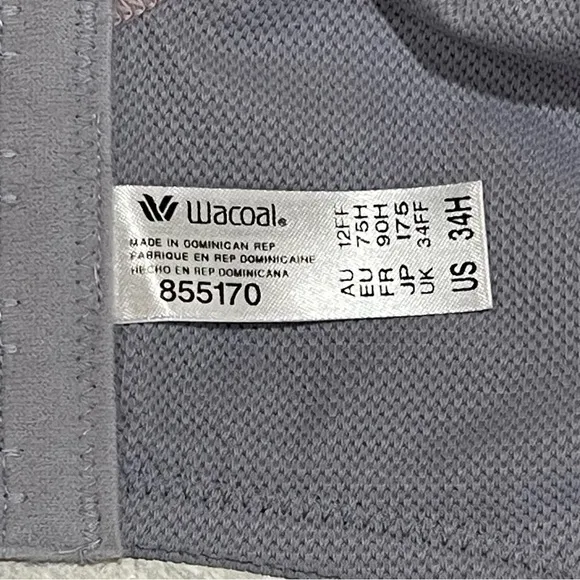 Wacoal®
MADE IN DOMINICAN REP
FABRIQUE EN REP DOMINICAINE
HECHO EN REP DOMINICANA
855170
AU 12FF
EU 75H
FR 90H
JP I75
UK 34FF
US 34H